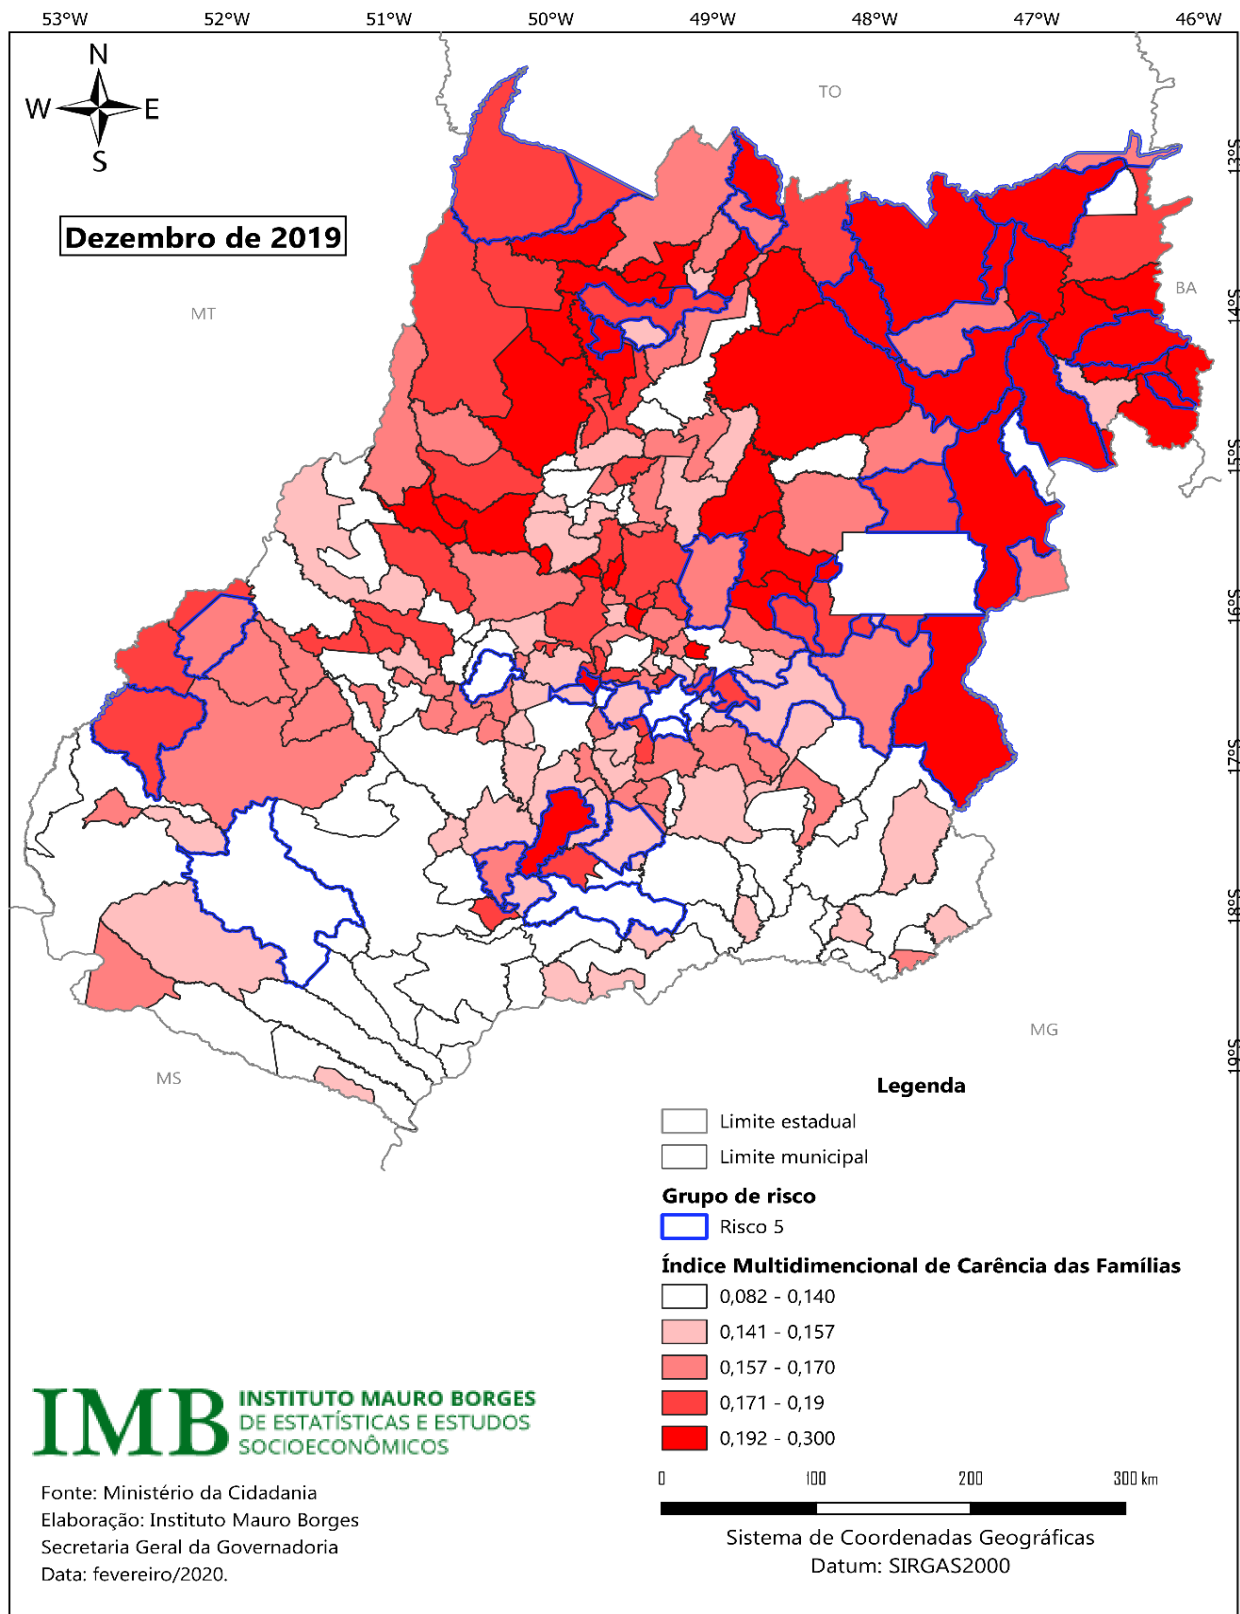 53°W 52°W 51°W 50°W 49°W 48°W 47°W 46°W
N
W E
S
TO
13°S
Dezembro de 2019
MT
BA
14°S
15°S
16°S
17°S
18°S
MG
19°S
MS
Legenda
Limite estadual
Limite municipal
Grupo de risco
Risco 5
Índice Multidimencional de Carência das Famílias
0,082 - 0,140
0,141 - 0,157
0,157 - 0,170
0,171 - 0,19
0,192 - 0,300
IMB
INSTITUTO MAURO BORGES
DE ESTATÍSTICAS E ESTUDOS
SOCIOECONÔMICOS
0 100 200 300 km
Fonte: Ministério da Cidadania
Elaboração: Instituto Mauro Borges
Secretaria Geral da Governadoria
Data: fevereiro/2020.
Sistema de Coordenadas Geográficas
Datum: SIRGAS2000